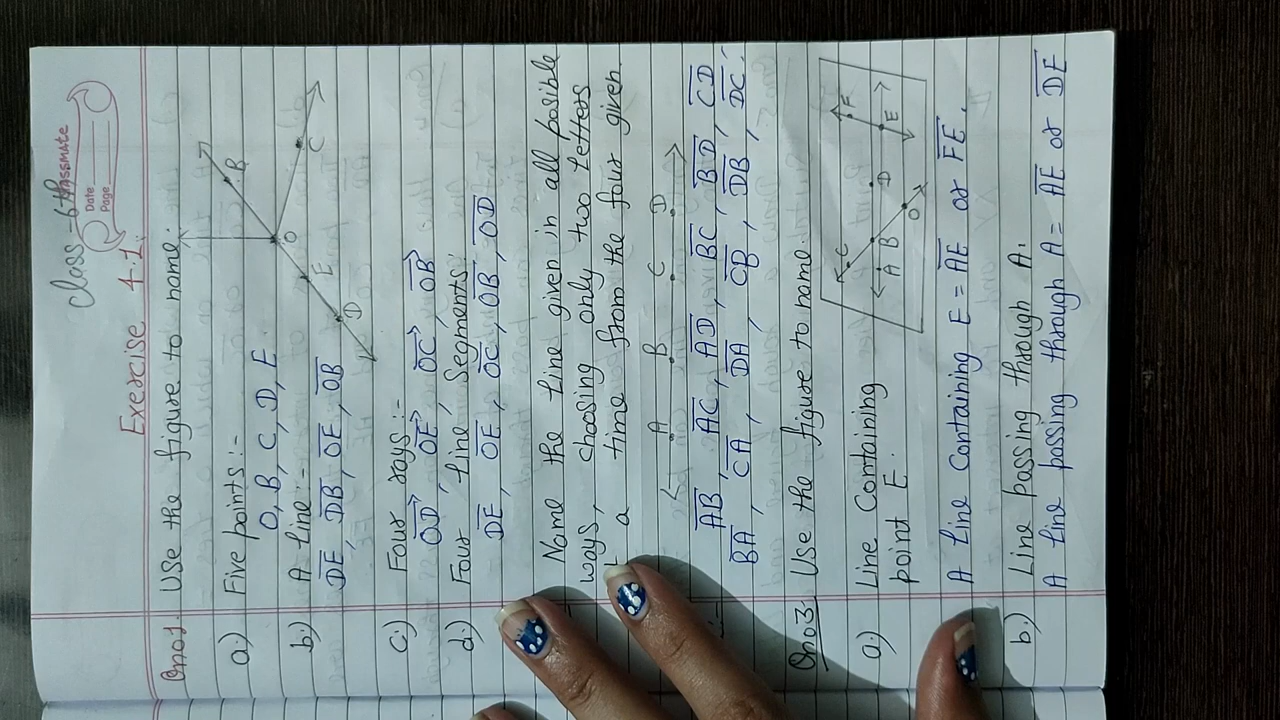 Class - 6th
classmate
Date
Page
Exercise 4.1
Qno1 Use the figure to name.
a) Five points :-
O, B, C, D, E
b.) A line :-
DE, DB, OE, OB
B
O
C
E
D
c.) Four rays :-
OD, OE, OC, OB
d.) Four Line, Segments:
DE, OE, OC, OB, OD
Name the Line given in all posible
ways, choosing only two Letters
a time from the four given.
A B C D
AB, AC, AD, BC, BD, CD
BA, CA, DA, CB, DB, DC.
Qno3 Use the figure to name.
a.) Line Containing
point E.
C
F
A B D E
O
A Line Containing E = AE or FE.
b.) Line passing through A.
A Line passing through A = AE or DE